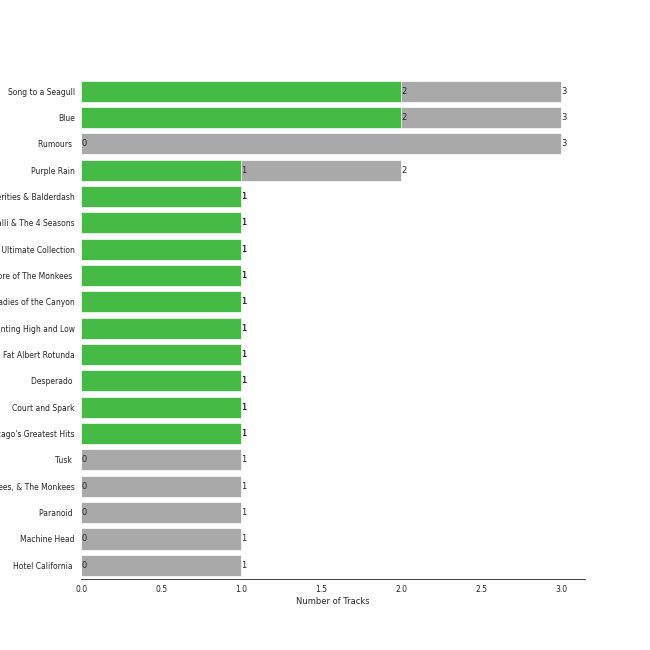 Song to a Seagull 2 3
Blue 2 3
Rumours 0 3
Purple Rain 1 2
erities & Balderdash 1
lli & The 4 Seasons 1
Ultimate Collection 1
ore of The Monkees 1
adies of the Canyon 1
nting High and Low 1
Fat Albert Rotunda 1
Desperado 1
Court and Spark 1
ago's Greatest Hits 1
Tusk 0 1
ees, & The Monkees 0 1
Paranoid 0 1
Machine Head 0 1
Hotel California 0 1
0.0 0.5 1.0 1.5 2.0 2.5 3.0
Number of Tracks